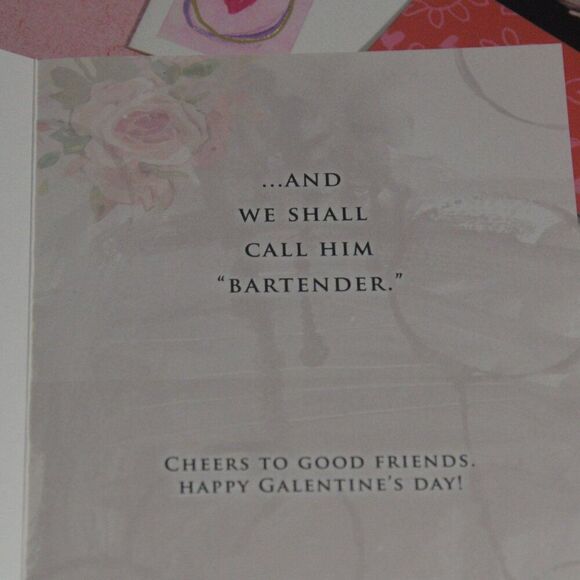 ...AND
WE SHALL
CALL HIM
“BARTENDER.”
CHEERS TO GOOD FRIENDS.
HAPPY GALENTINE’S DAY!